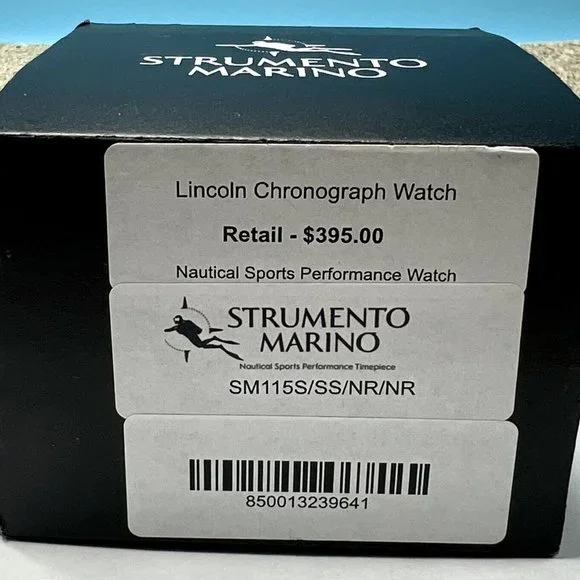 STRUMENTO
MARINO
Lincoln Chronograph Watch
Retail - $395.00
Nautical Sports Performance Watch
STRUMENTO
MARINO
Nautical Sports Performance Timepiece
SM115S/SS/NR/NR
850013239641